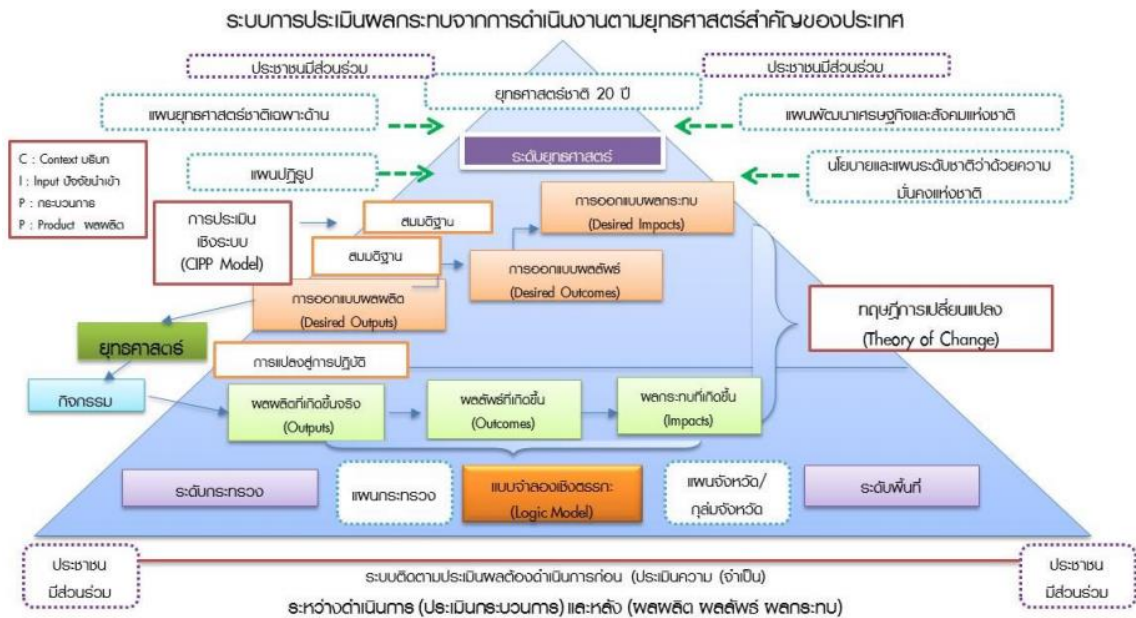 ระบบการประเมินผลกระทบจากการดำเนินงานตามยุทธศาสตร์สำคัญของประเทศ
ประชาชนมีส่วนร่วม
ประชาชนมีส่วนร่วม
ยุทธศาสตร์ชาติ 20 ปี
แผนยุทธศาสตร์ชาติเฉพาะด้าน
แผนพัฒนาเศรษฐกิจและสังคมแห่งชาติ
ระดับยุทธศาสตร์
C : Context บริบท
I : Input ปัจจัยนำเข้า
P : กระบวนการ
P : Product ผลผลิต
แผนปฏิรูป
นโยบายและแผนระดับชาติว่าด้วยความ
มั่นคงแห่งชาติ
การประเมิน
เชิงระบบ
(CIPP Model)
สมมติฐาน
การออกแบบผลกระทบ
(Desired Impacts)
สมมติฐาน
การออกแบบผลลัพธ์
(Desired Outcomes)
การออกแบบผลผลิต
(Desired Outputs)
ทฤษฎีการเปลี่ยนแปลง
(Theory of Change)
ยุทธศาสตร์
การแปลงสู่การปฏิบัติ
กิจกรรม
ผลผลิตที่เกิดขึ้นจริง
(Outputs)
ผลลัพธ์ที่เกิดขึ้น
(Outcomes)
ผลกระทบที่เกิดขึ้น
(Impacts)
ระดับกระทรวง
แผนกระทรวง
แบบจำลองเชิงตรรกะ
(Logic Model)
แผนจังหวัด/
กลุ่มจังหวัด
ระดับพื้นที่
ประชาชน
มีส่วนร่วม
ประชาชน
มีส่วนร่วม
ระบบติดตามประเมินผลต้องดำเนินการก่อน (ประเมินความ (จำเป็น)
ระหว่างดำเนินการ (ประเมินกระบวนการ) และหลัง (ผลผลิต ผลลัพธ์ ผลกระทบ)